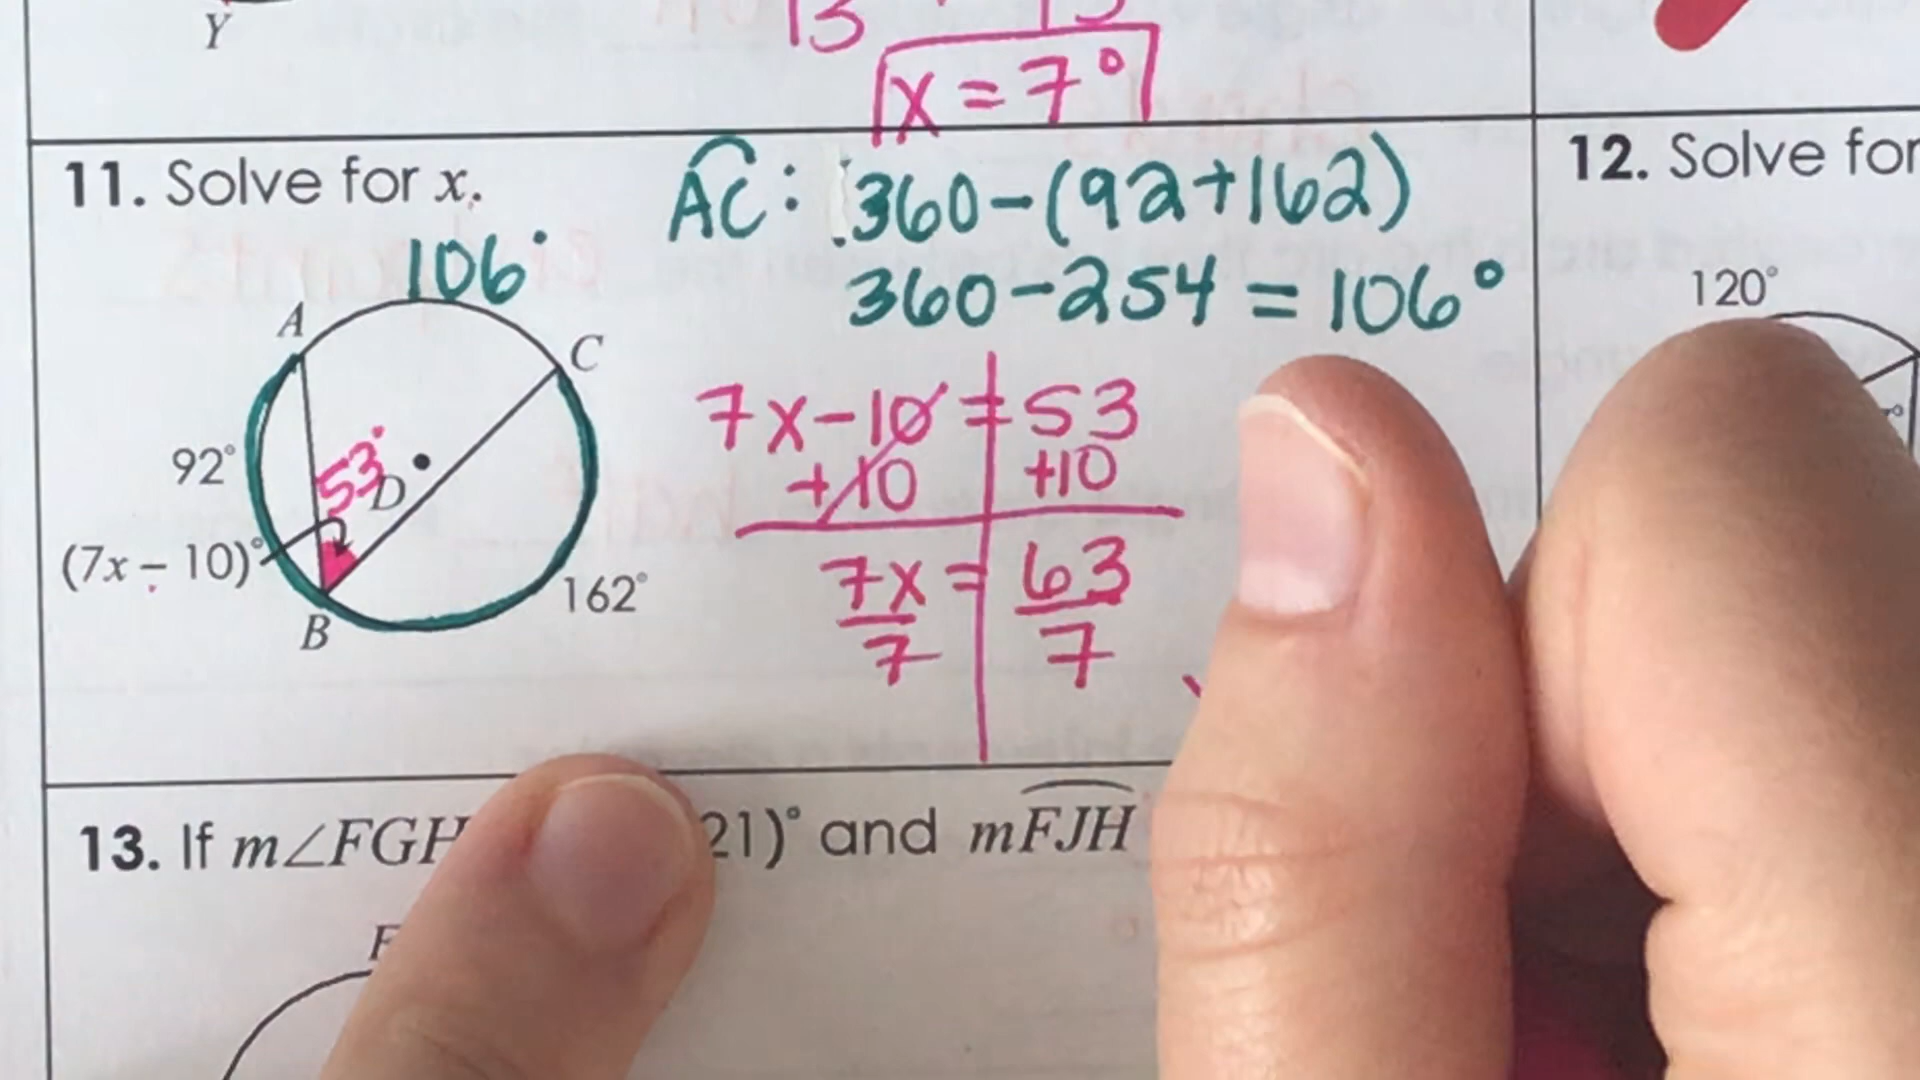 Y
13 13
x = 7°
11. Solve for x.
AC: 360-(92+162)
360-254 = 106°
106°
A
C
92°
53°
D
(7x – 10)°
B
162°
7x-10 = 53
+10 +10
7x = 63
7 7
12. Solve for
120°
13. If m∠FGH 21)° and mFJH
F